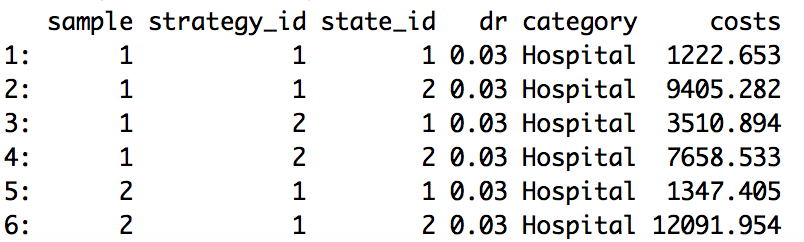 sample strategy_id state_id dr category costs
1: 1 1 1 0.03 Hospital 1222.653
2: 1 1 2 0.03 Hospital 9405.282
3: 1 2 1 0.03 Hospital 3510.894
4: 1 2 2 0.03 Hospital 7658.533
5: 2 1 1 0.03 Hospital 1347.405
6: 2 1 2 0.03 Hospital 12091.954